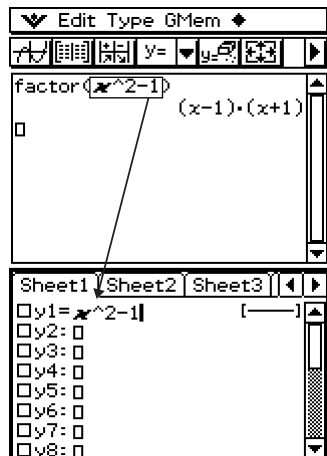 Edit Type GMem
y=
factor(x^2-1)
(x-1)·(x+1)
Sheet1 Sheet2 Sheet3
y1=x^2-1 [—]
y2:
y3:
y4:
y5:
y6:
y7:
y8: